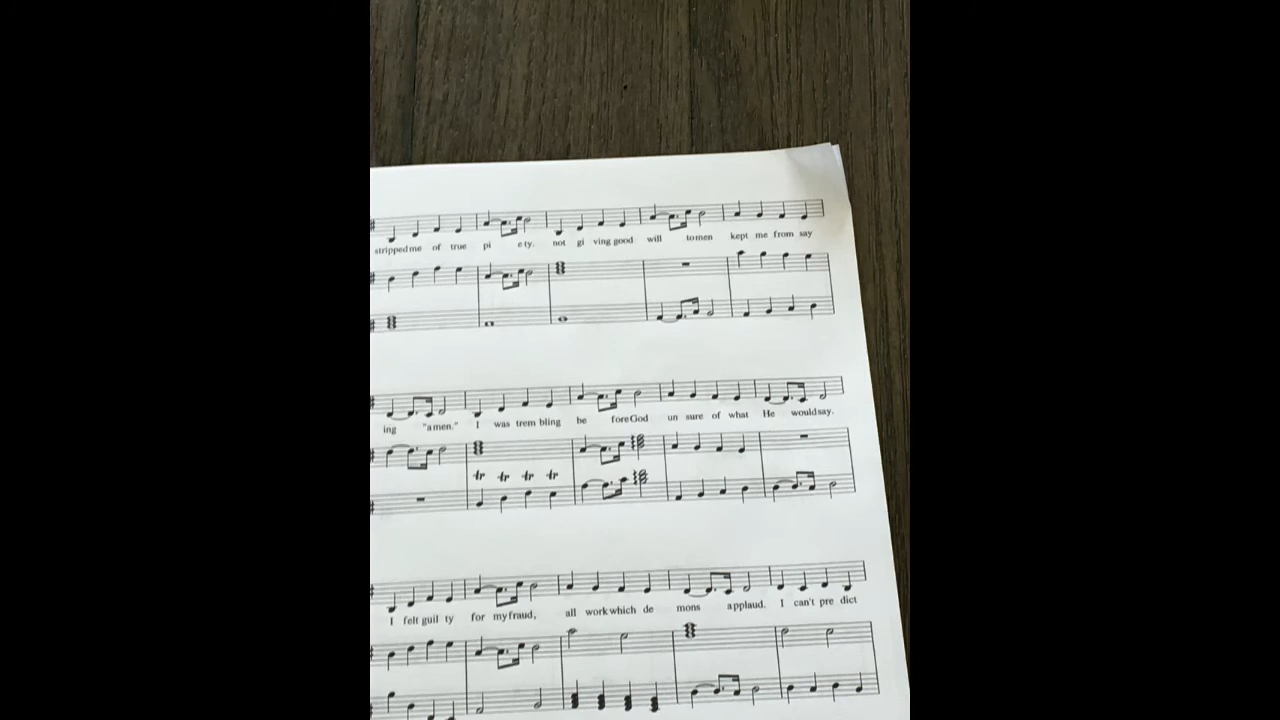 stripped me of true pi ety. not gi ving good will to men kept me from say
ing "amen." I was trem bling be fore God un sure of what He would say.
I felt guil ty for my fraud, all work which de mons applaud. I can't pre dict